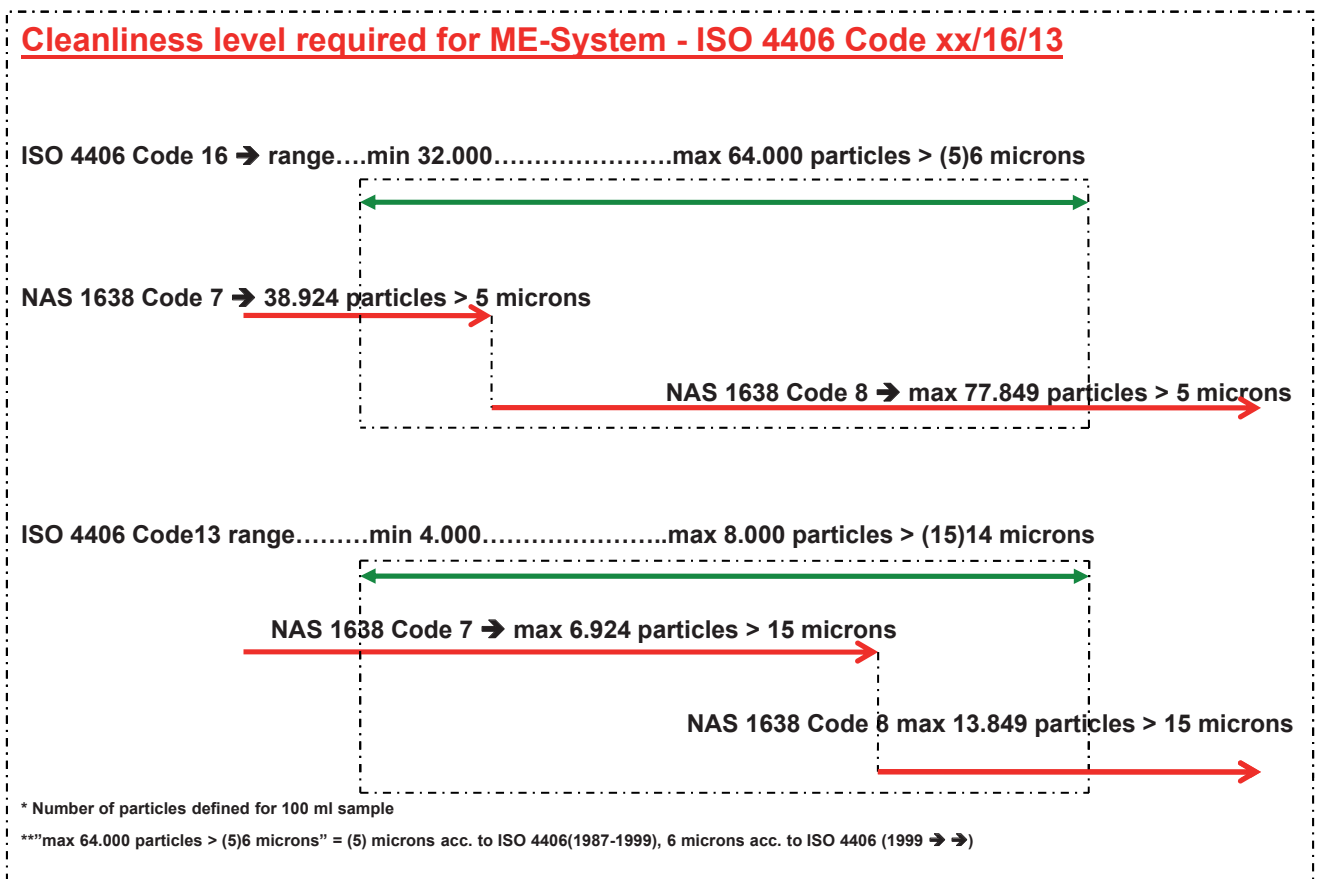 Cleanliness level required for ME-System - ISO 4406 Code xx/16/13
ISO 4406 Code 16 ➔ range….min 32.000………………….max 64.000 particles > (5)6 microns
NAS 1638 Code 7 ➔ 38.924 particles > 5 microns
NAS 1638 Code 8 ➔ max 77.849 particles > 5 microns
ISO 4406 Code13 range………min 4.000…………………..max 8.000 particles > (15)14 microns
NAS 1638 Code 7 ➔ max 6.924 particles > 15 microns
NAS 1638 Code 8 max 13.849 particles > 15 microns
* Number of particles defined for 100 ml sample
**”max 64.000 particles > (5)6 microns” = (5) microns acc. to ISO 4406(1987-1999), 6 microns acc. to ISO 4406 (1999 ➔ ➔)